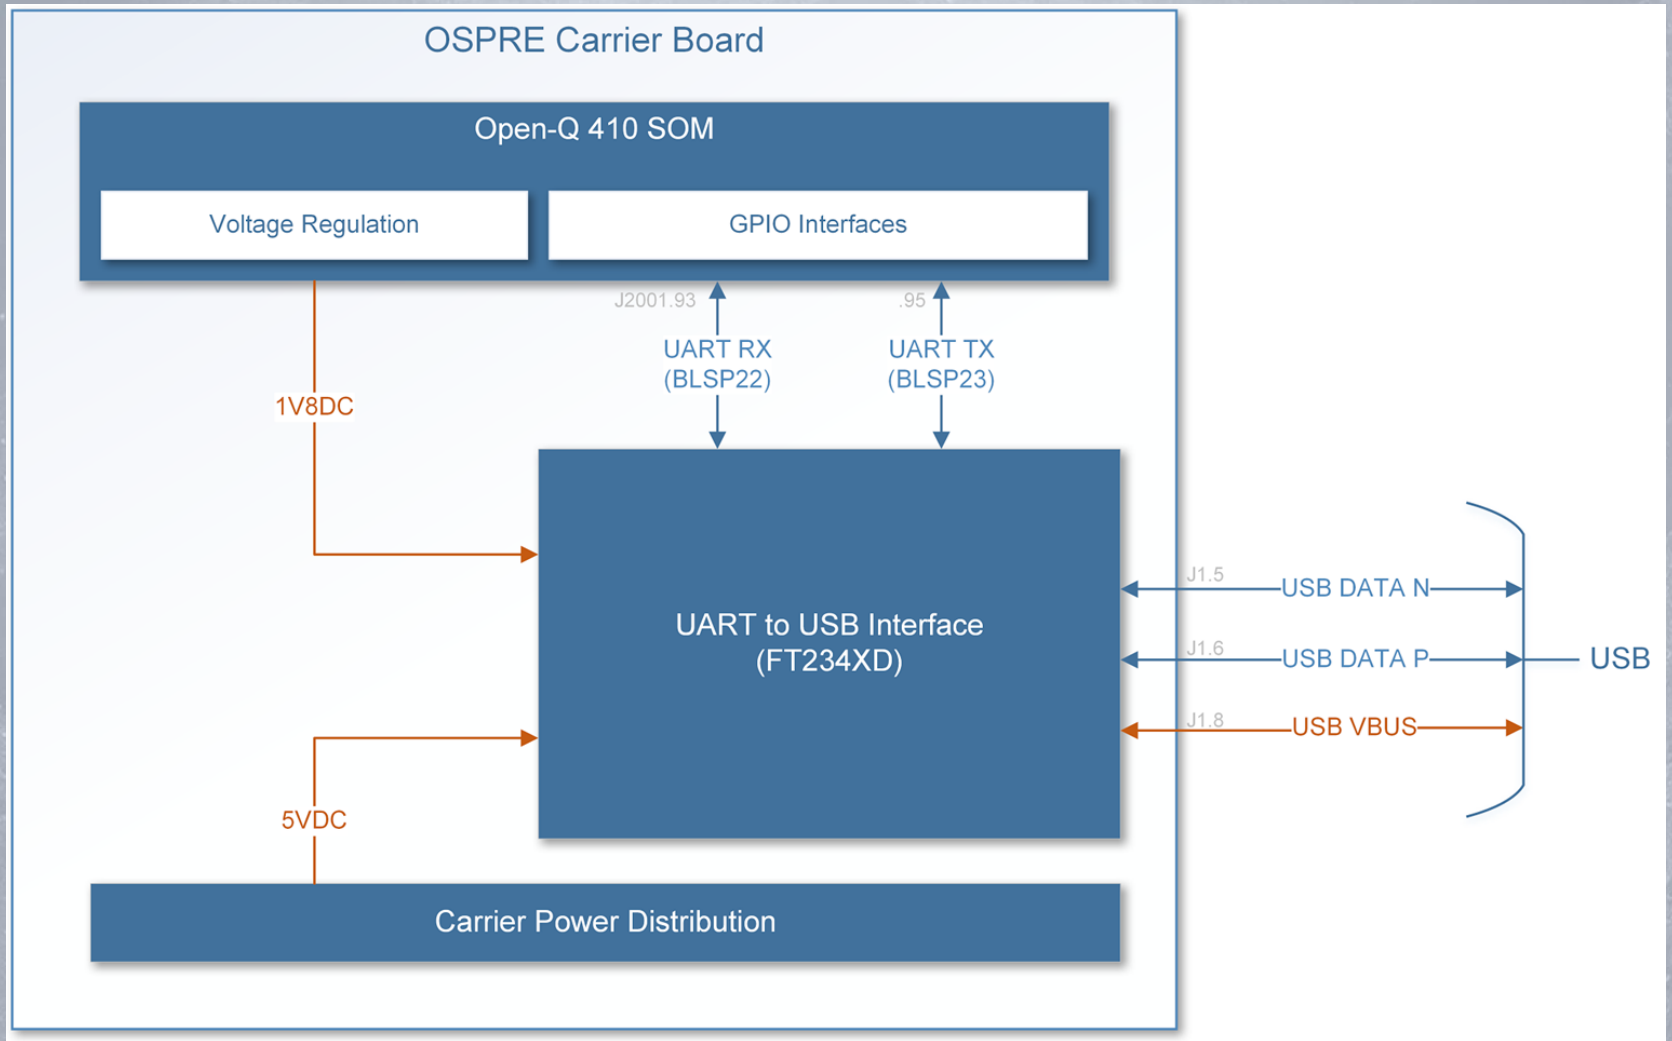 OSPRE Carrier Board
Open-Q 410 SOM
Voltage Regulation
GPIO Interfaces
J2001.93
.95
UART RX
(BLSP22)
UART TX
(BLSP23)
1V8DC
J1.5
USB DATA N
UART to USB Interface
(FT234XD)
J1.6
USB DATA P
USB
J1.8
USB VBUS
5VDC
Carrier Power Distribution